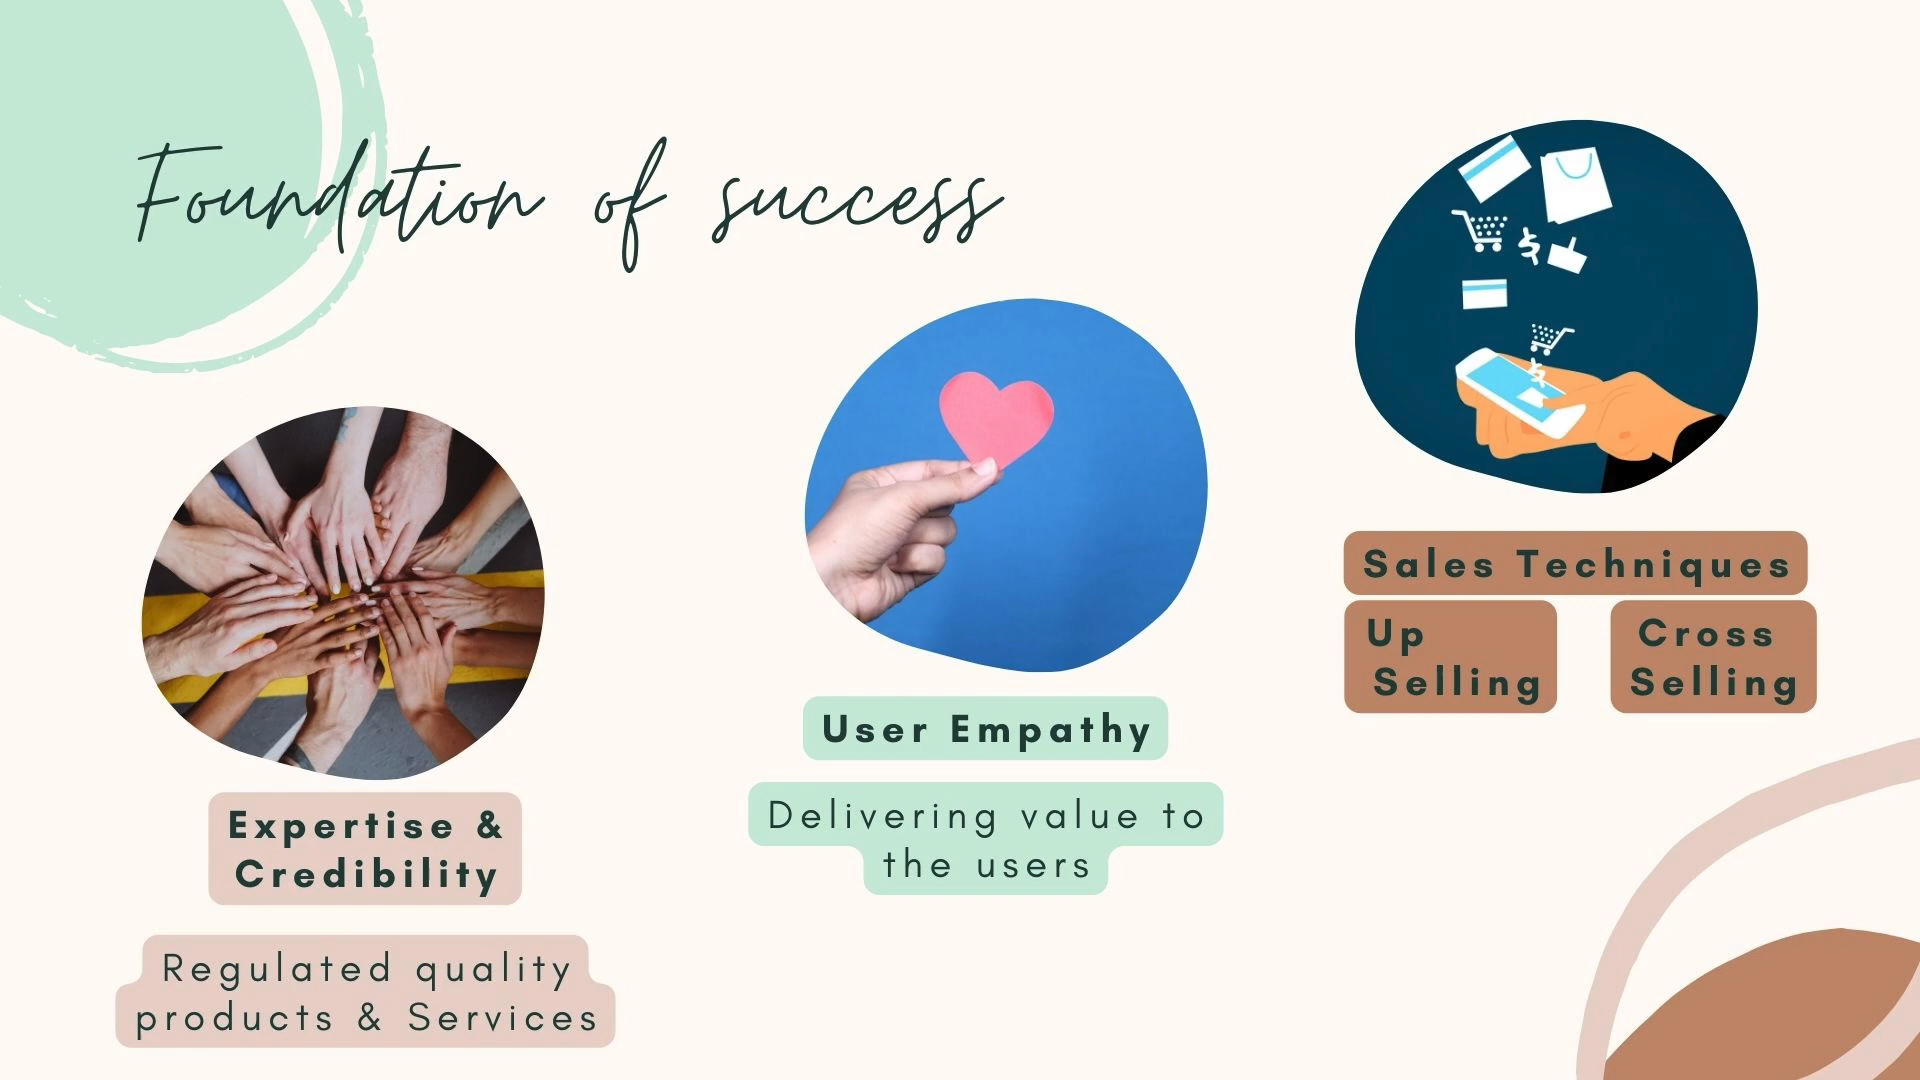 Foundation of success
Expertise &
Credibility
Regulated quality
products & Services
User Empathy
Delivering value to
the users
Sales Techniques
Up
Selling
Cross
Selling